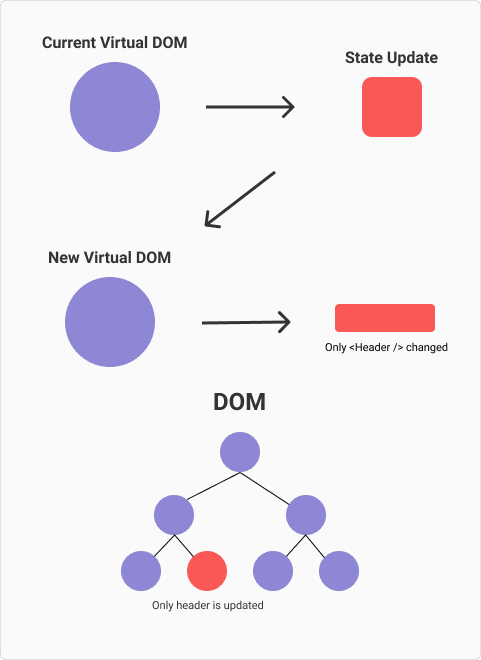 Current Virtual DOM
State Update
New Virtual DOM
Only <Header /> changed
DOM
Only header is updated